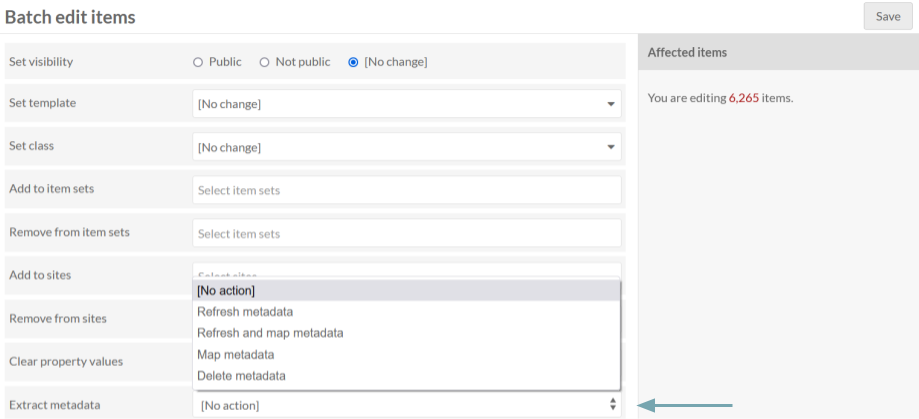 Batch edit items
Save
Set visibility
Public
Not public
[No change]
Set template
[No change]
Set class
[No change]
Add to item sets
Select item sets
Remove from item sets
Select item sets
Add to sites
Select sites
[No action]
Refresh metadata
Remove from sites
Refresh and map metadata
Map metadata
Clear property values
Delete metadata
Extract metadata
[No action]
Affected items
You are editing 6,265 items.